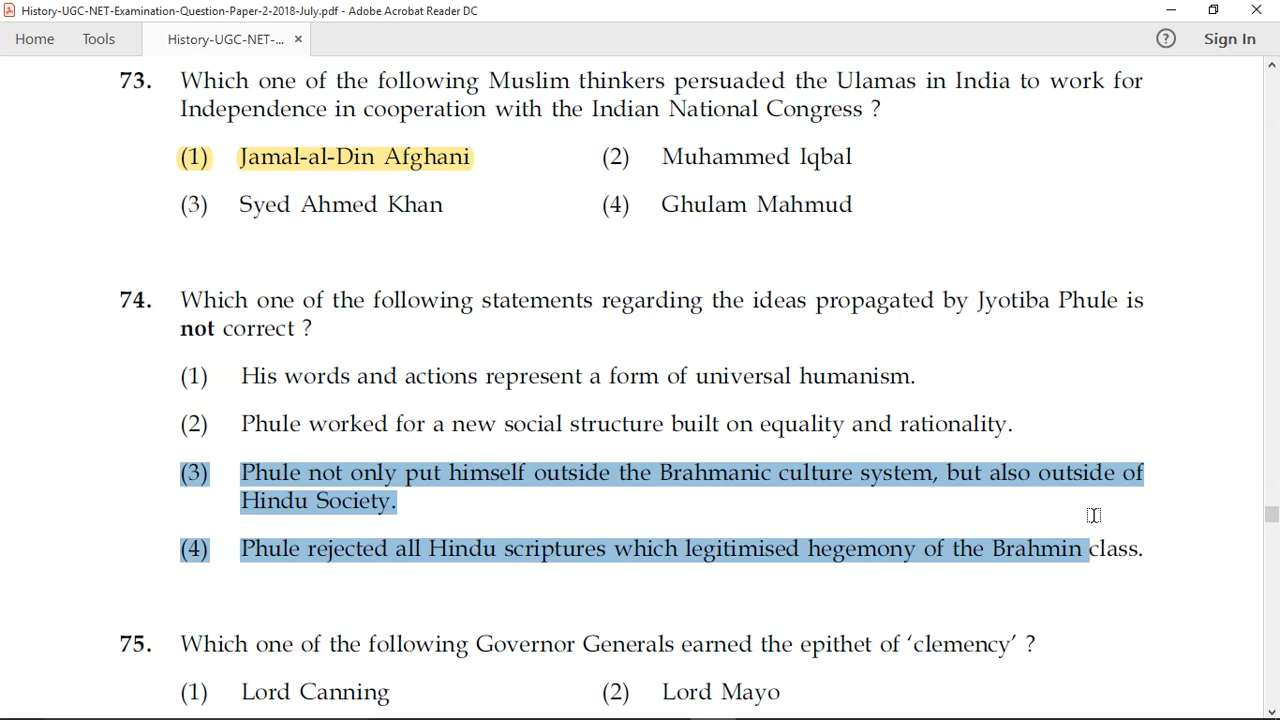 History-UGC-NET-Examination-Question-Paper-2-2018-July.pdf - Adobe Acrobat Reader DC
Home Tools History-UGC-NET-... × ? Sign In
73. Which one of the following Muslim thinkers persuaded the Ulamas in India to work for
Independence in cooperation with the Indian National Congress ?
(1) Jamal-al-Din Afghani (2) Muhammed Iqbal
(3) Syed Ahmed Khan (4) Ghulam Mahmud
74. Which one of the following statements regarding the ideas propagated by Jyotiba Phule is
not correct ?
(1) His words and actions represent a form of universal humanism.
(2) Phule worked for a new social structure built on equality and rationality.
(3) Phule not only put himself outside the Brahmanic culture system, but also outside of
Hindu Society.
(4) Phule rejected all Hindu scriptures which legitimised hegemony of the Brahmin class.
75. Which one of the following Governor Generals earned the epithet of ‘clemency’ ?
(1) Lord Canning (2) Lord Mayo